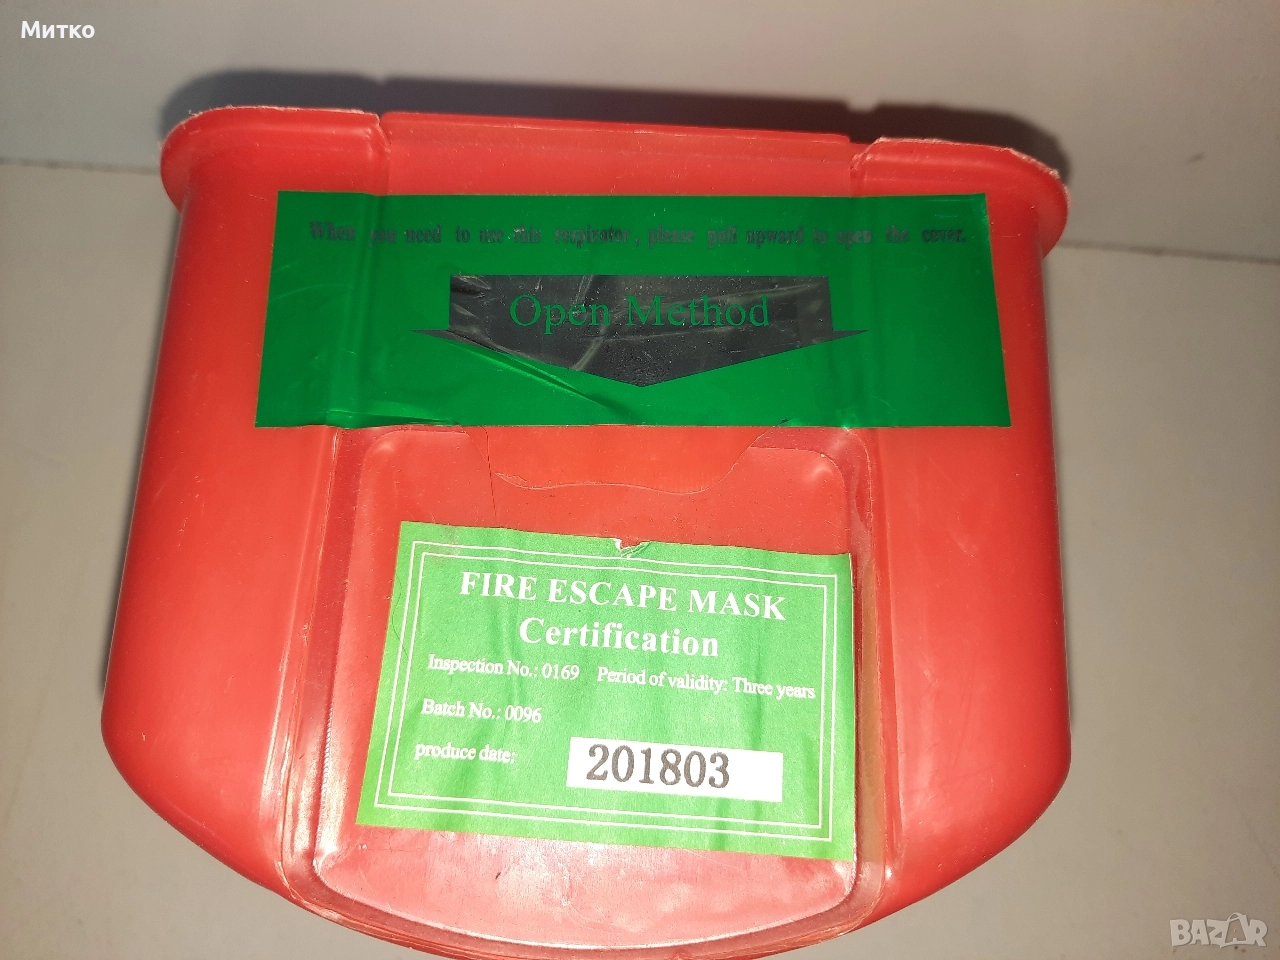 Митко
When you need to use this respirator, please pull upward to open the cover.
Open Method
FIRE ESCAPE MASK
Certification
Inspection No.: 0169 Period of validity: Three years
Batch No.: 0096
produce date: 201803
BAZAR